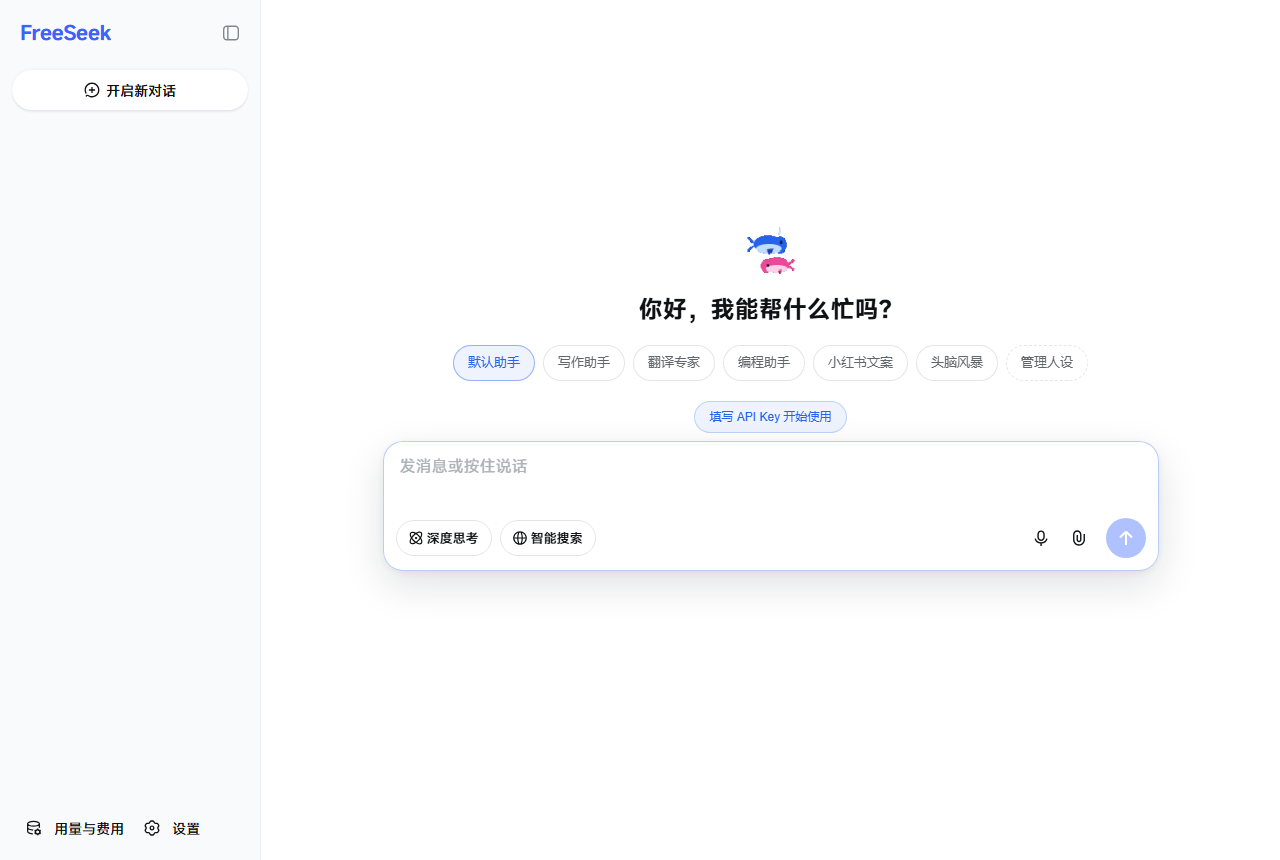 FreeSeek
开启新对话
你好，我能帮什么忙吗？
默认助手 写作助手 翻译专家 编程助手 小红书文案 头脑风暴 管理人设
填写 API Key 开始使用
发消息或按住说话
深度思考 智能搜索
用量与费用 设置